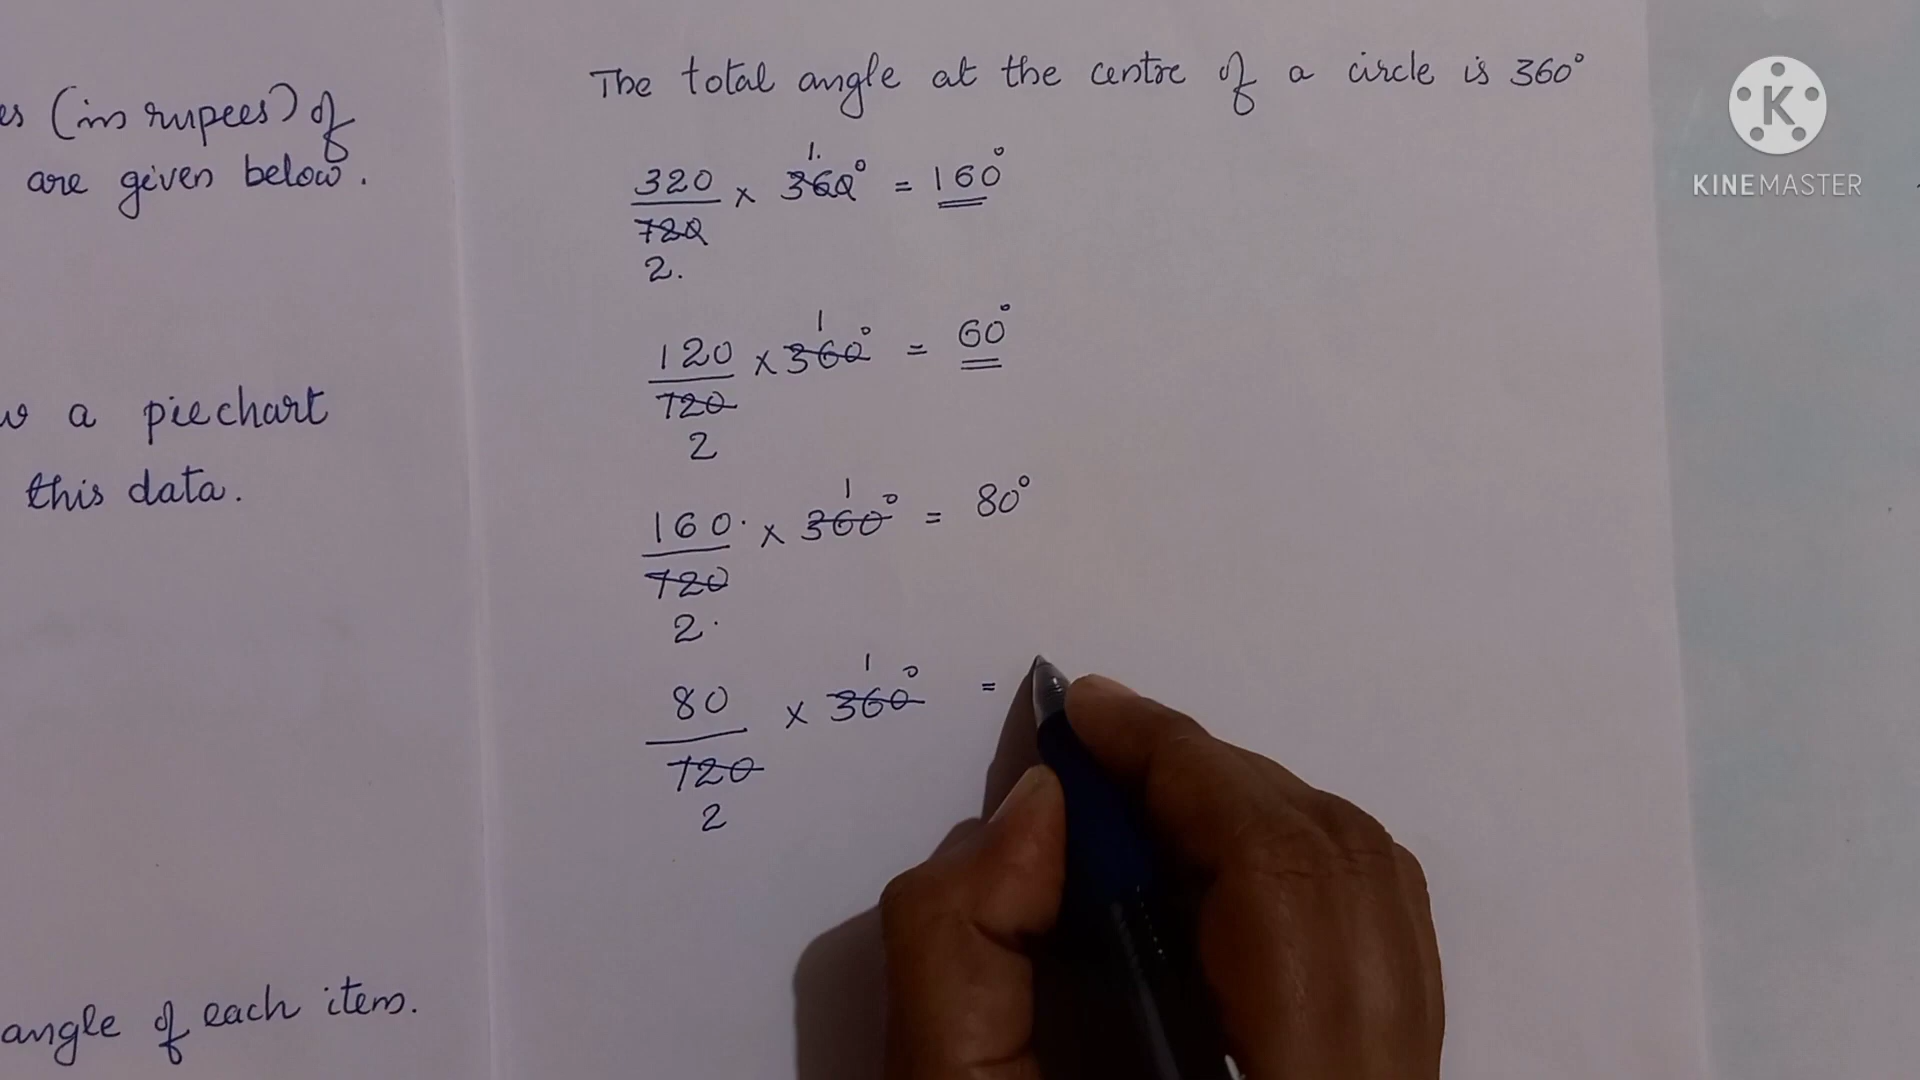 es (in rupees) of
are given below.
a piechart
this data.
angle of each item.
The total angle at the centre of a circle is 360°
1.
320 × 360° = 160°
720
2.
1
120 × 360° = 60°
720
2
1
160. × 360° = 80°
720
2.
1
80 × 360° =
720
2
K
KINEMASTER